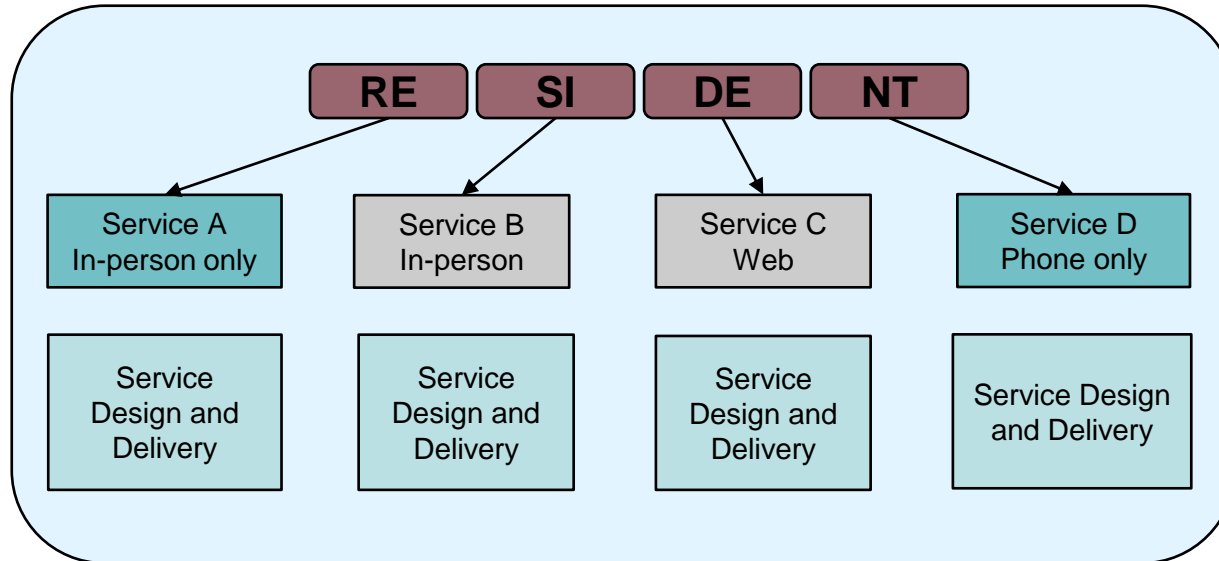 RE SI DE NT
Service A
In-person only
Service B
In-person
Service C
Web
Service D
Phone only
Service
Design and
Delivery
Service
Design and
Delivery
Service
Design and
Delivery
Service Design
and Delivery